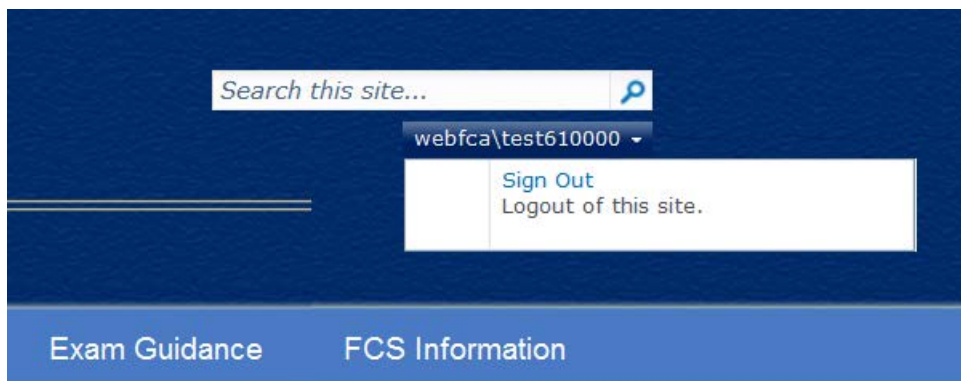 Search this site...
webfca\test610000
Sign Out
Logout of this site.
Exam Guidance FCS Information